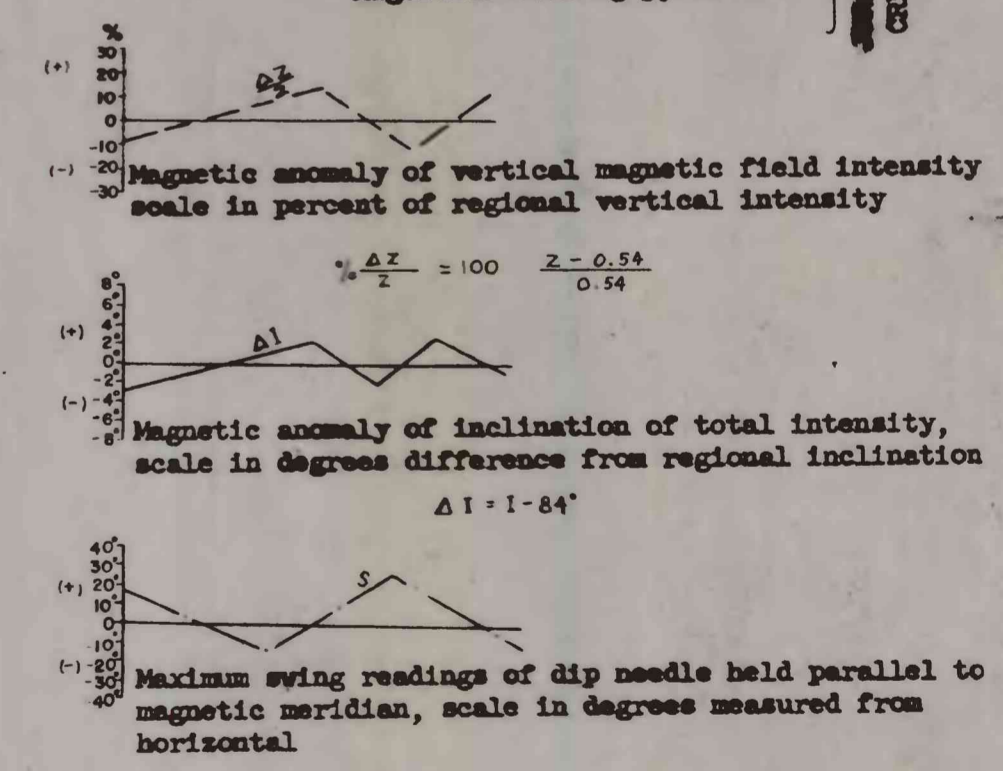 %
30
(+)
20
10
0
-10
(-)
-20
-30
ΔZ/Z
Magnetic anomaly of vertical magnetic field intensity
scale in percent of regional vertical intensity
% ΔZ/Z = 100 Z - 0.54 / 0.54
8°
6°
4°
(+)
2°
0°
-2°
(-) -4°
-6°
-8°
ΔI
Magnetic anomaly of inclination of total intensity,
scale in degrees difference from regional inclination
Δ I = I-84°
40°
30°
(+) 20°
10°
0°
-10°
(-) -20°
-30°
40°
S
Maximum swing readings of dip needle held parallel to
magnetic meridian, scale in degrees measured from
horizontal